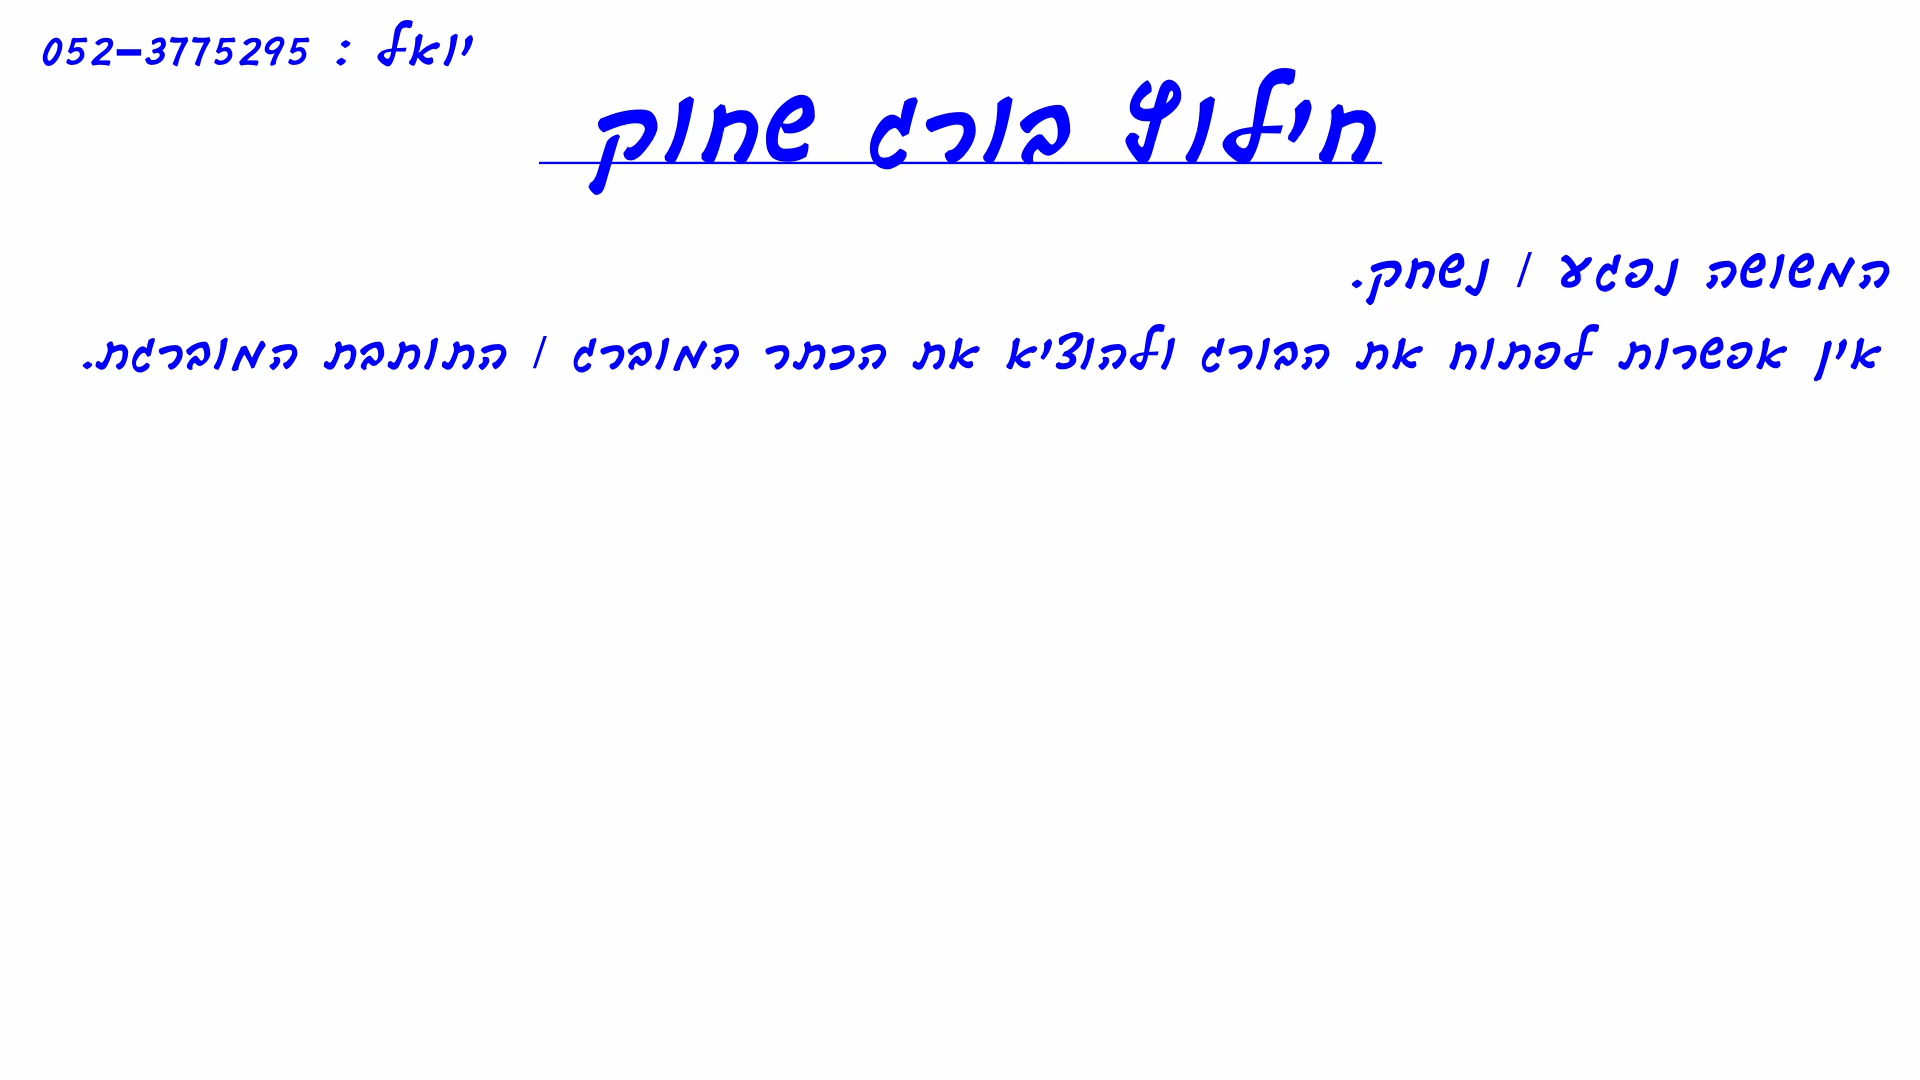 יואל : 052-3775295
חילוץ בורג שחוק
המשושה נפגע / נשחק.
אין אפשרות לפתוח את הבורג ולהוציא את הכתר המוברג / התותבת המוברגת.